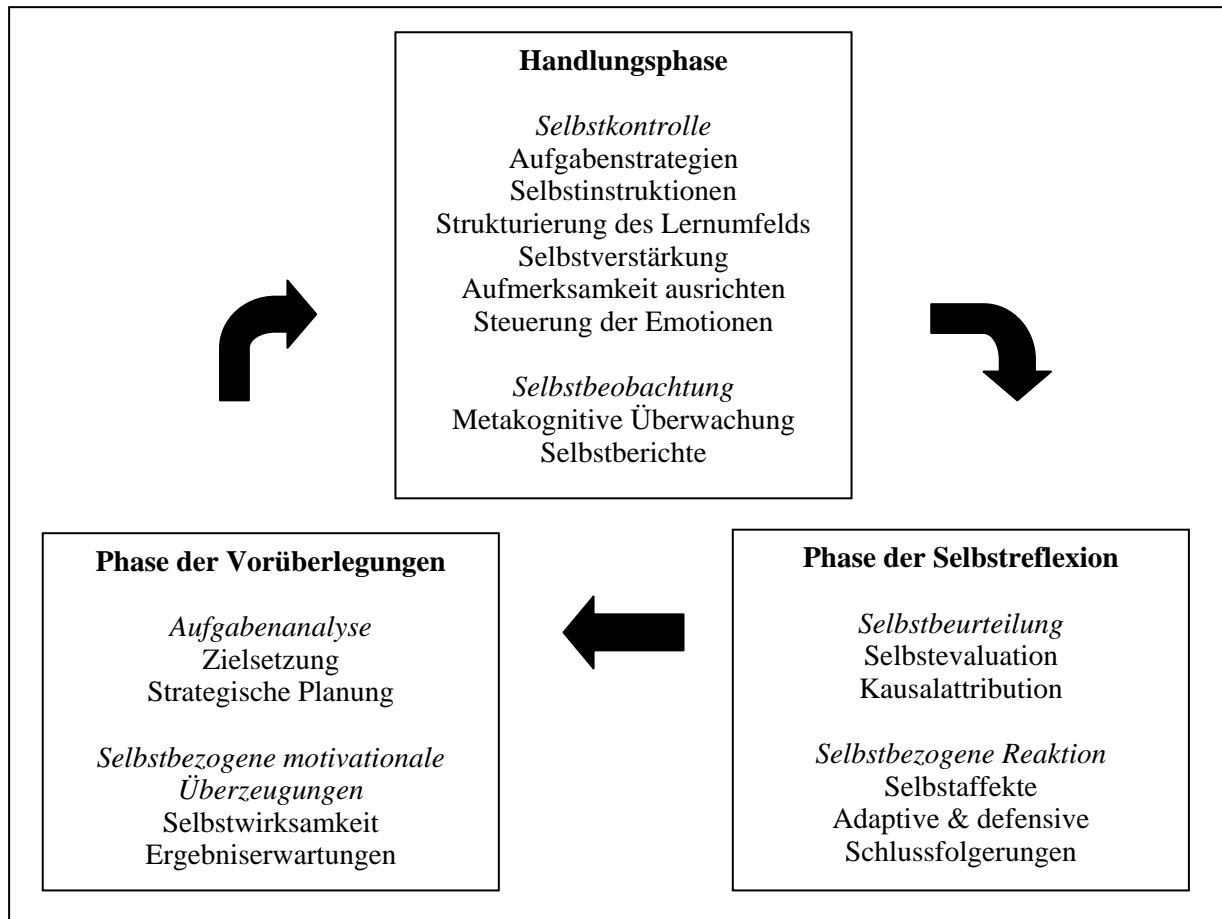 Handlungsphase
Selbstkontrolle
Aufgabenstrategien
Selbstinstruktionen
Strukturierung des Lernumfelds
Selbstverstärkung
Aufmerksamkeit ausrichten
Steuerung der Emotionen
Selbstbeobachtung
Metakognitive Überwachung
Selbstberichte
Phase der Vorüberlegungen
Aufgabenanalyse
Zielsetzung
Strategische Planung
Selbstbezogene motivationale
Überzeugungen
Selbstwirksamkeit
Ergebniserwartungen
Phase der Selbstreflexion
Selbstbeurteilung
Selbstevaluation
Kausalattribution
Selbstbezogene Reaktion
Selbstaffekte
Adaptive & defensive
Schlussfolgerungen